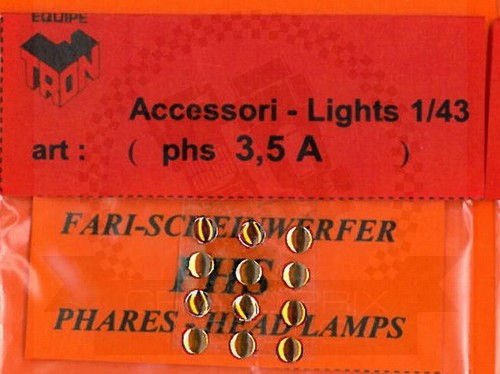 EQUIPE
TRON
Accessori - Lights 1/43
art : ( phs 3,5 A )
FARI-SCHEINWERFER
PHS
PHARES - HEAD LAMPS